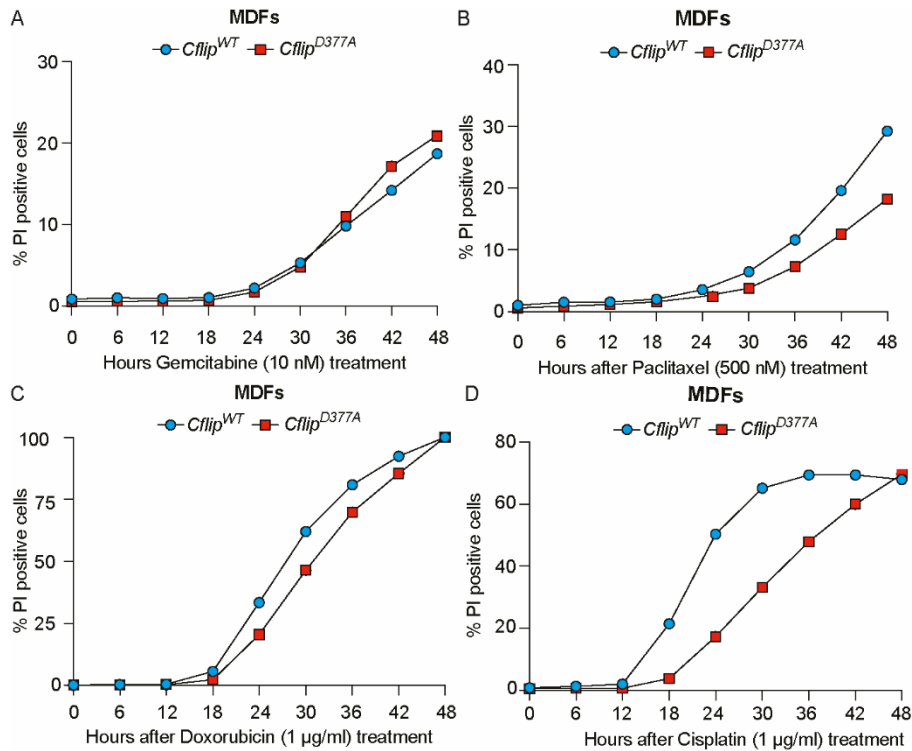 A
MDFs
Cflip^WT Cflip^D377A
30
20
10
0
% PI positive cells
0 6 12 18 24 30 36 42 48
Hours Gemcitabine (10 nM) treatment
B
MDFs
Cflip^WT Cflip^D377A
40
30
20
10
0
% PI positive cells
0 6 12 18 24 30 36 42 48
Hours after Paclitaxel (500 nM) treatment
C
MDFs
Cflip^WT Cflip^D377A
100
75
50
25
0
% PI positive cells
0 6 12 18 24 30 36 42 48
Hours after Doxorubicin (1 µg/ml) treatment
D
MDFs
Cflip^WT Cflip^D377A
80
60
40
20
0
% PI positive cells
0 6 12 18 24 30 36 42 48
Hours after Cisplatin (1 µg/ml) treatment